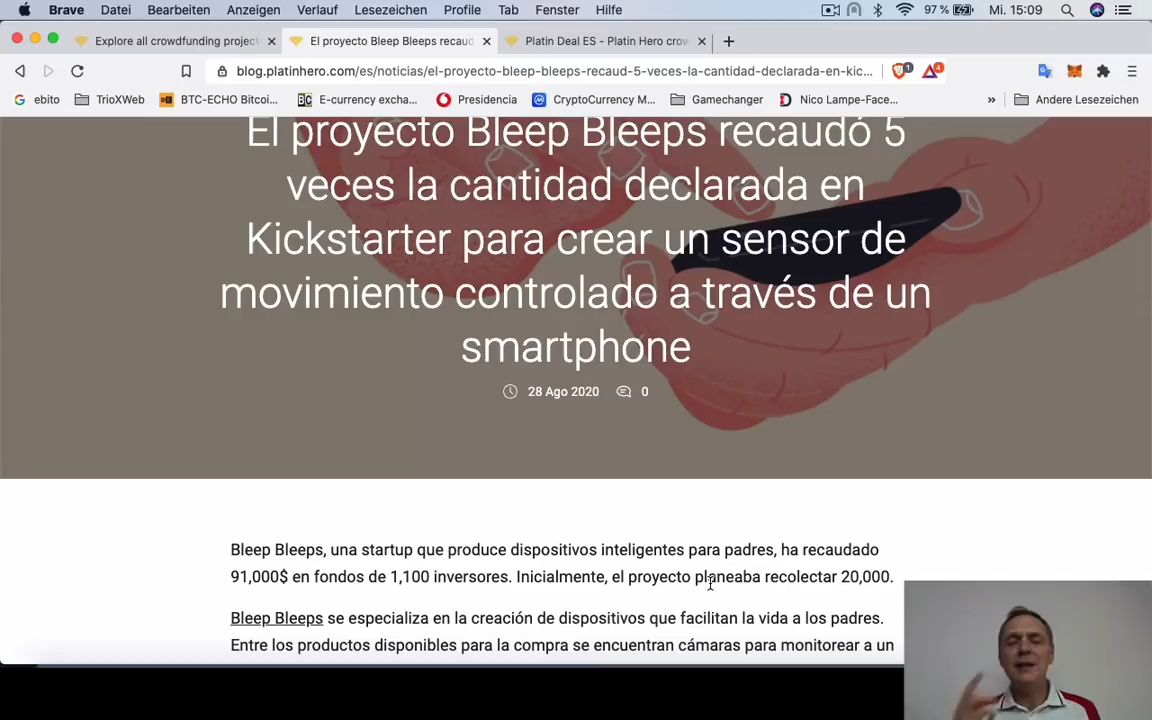 Brave Datei Bearbeiten Anzeigen Verlauf Lesezeichen Profile Tab Fenster Hilfe 97 % Mi. 15:09
Explore all crowdfunding project
El proyecto Bleep Bleeps recaud
Platin Deal ES - Platin Hero crow
blog.platinhero.com/es/noticias/el-proyecto-bleep-bleeps-recaud-5-veces-la-cantidad-declarada-en-kic... 1 4
ebito TrioXWeb BTC-ECHO Bitcoi... E-currency excha... Presidencia CryptoCurrency M... Gamechanger Nico Lampe-Face... » Andere Lesezeichen
El proyecto Bleep Bleeps recaudó 5
veces la cantidad declarada en
Kickstarter para crear un sensor de
movimiento controlado a través de un
smartphone
28 Ago 2020 0
Bleep Bleeps, una startup que produce dispositivos inteligentes para padres, ha recaudado
91,000$ en fondos de 1,100 inversores. Inicialmente, el proyecto planeaba recolectar 20,000.
Bleep Bleeps se especializa en la creación de dispositivos que facilitan la vida a los padres.
Entre los productos disponibles para la compra se encuentran cámaras para monitorear a un